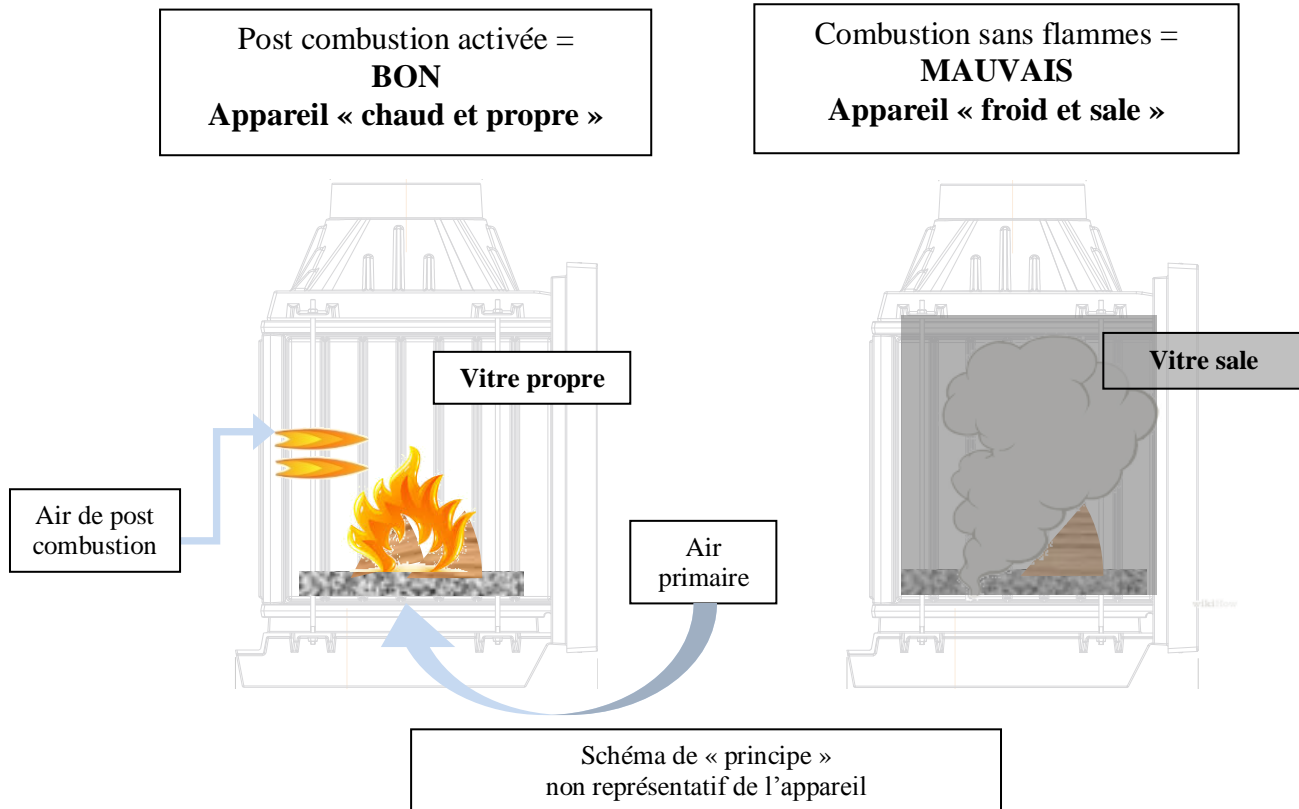 Post combustion activée =
BON
Appareil « chaud et propre »
Combustion sans flammes =
MAUVAIS
Appareil « froid et sale »
Vitre propre
Vitre sale
Air de post
combustion
Air
primaire
wikiHow
Schéma de « principe »
non représentatif de l’appareil